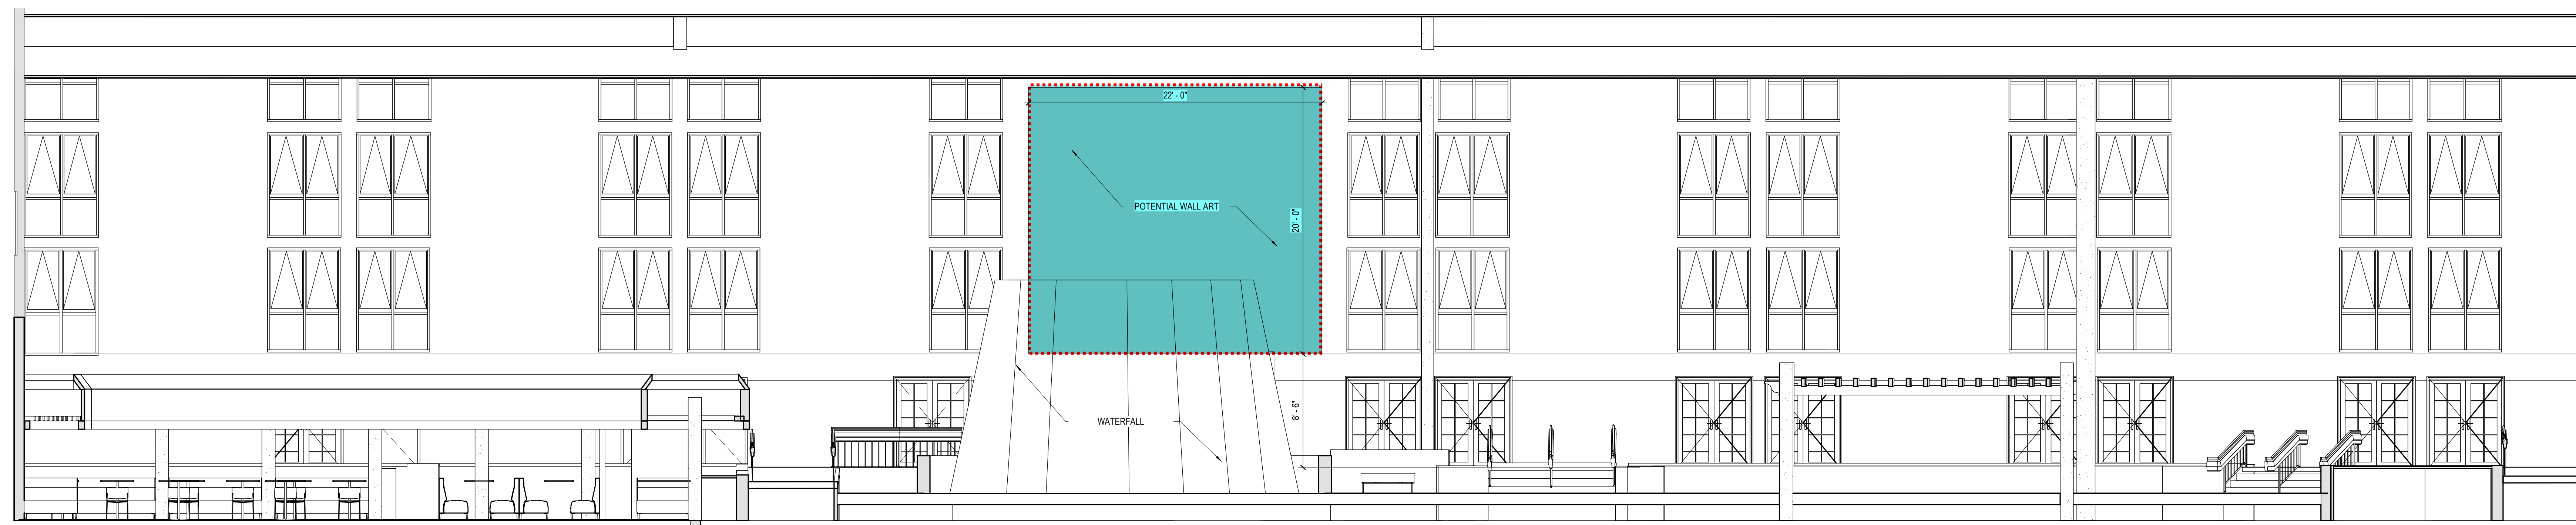 22' - 0"
POTENTIAL WALL ART
20' - 0"
8' - 6"
WATERFALL